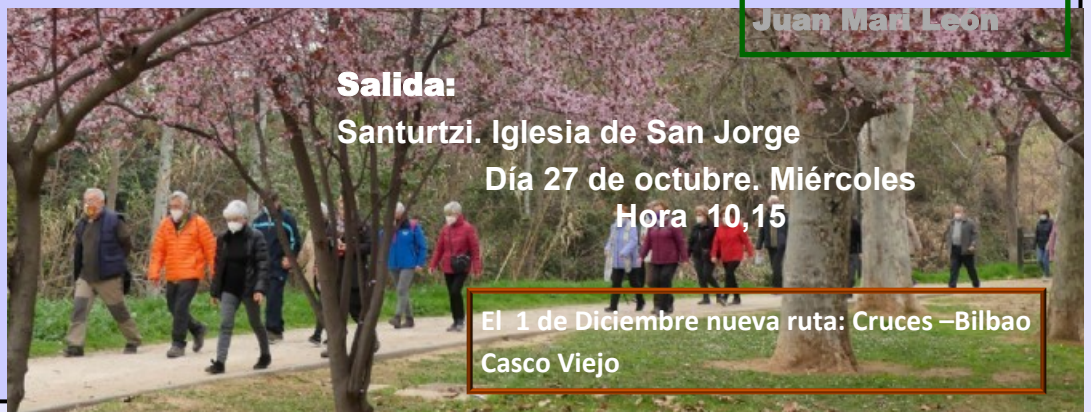 Juan Mari León
Salida:
Santurtzi. Iglesia de San Jorge
Día 27 de octubre. Miércoles
Hora 10,15
El 1 de Diciembre nueva ruta: Cruces –Bilbao
Casco Viejo